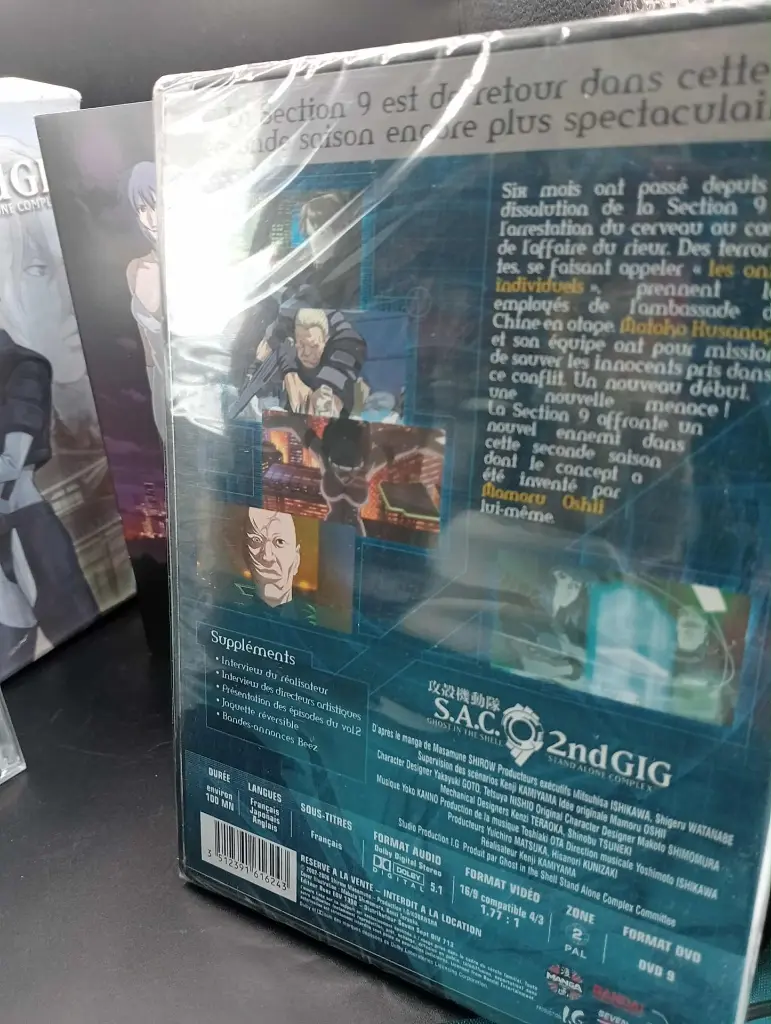 IGI
ONE COMPLEX
Section 9 est de retour dans cette
saison encore plus spectaculai
Six mois ont passé depuis
dissolution de la Section 9
l'arrestation du cerveau au
de l'affaire du rieur. Des terror
tes, se faisant appeler « les
individuels », prennent
employés de l'ambassade d
Chine en otage. Motoko Kusanag
et son équipe ont pour mission
de sauver les innocents pris dans
ce conflit. Un nouveau début,
une nouvelle menace !
La Section 9 affronte un
nouvel ennemi dans
cette seconde saison
dont le concept a
été inventé par
Mamoru Oshii
lui-même.
Suppléments
• Interview du réalisateur
• Interview des directeurs artistiques
• Présentation des épisodes du vol2
• Jaquette réversible
• Bandes-annonces Beez
攻殻機動隊
S.A.C. 2ndGIG
GHOST IN THE SHELL STAND ALONE COMPLEX
D'après le manga de Masamune SHIROW Producteurs exécutifs Mitsuhisa ISHIKAWA, Shigeru WATANABE
Supervision des scénarios Kenji KAMIYAMA Idée originale Mamoru OSHII
Character Designer Takayuki GOTO, Tetsuya NISHIO Original Character Designer Makoto SHIMOMURA
Mechanical Designers Kenzi TERAOKA, Shinobu TSUNEKI
Musique Yoko KANNO Production de la musique Toshiaki OTA Direction musicale Yoshimoto ISHIKAWA
Producteurs Yuichiro MATSUKA, Hisanori KUNIZAKI
Réalisateur Kenji KAMIYAMA
Studio Production I.G Produit par Ghost in the Shell Stand Alone Complex Committee
DURÉE
environ
100 MN
LANGUES
Français
Japonais
Anglais
SOUS-TITRES
Français
FORMAT AUDIO
Dolby Digital Stereo
DOLBY
DIGITAL 5.1
FORMAT VIDÉO
16/9 compatible 4/3
1.77 : 1
ZONE
2
PAL
FORMAT DVD
DVD 9
3 512391 616243
RESERVE A LA VENTE - INTERDIT A LA LOCATION
MANGA
BANDAI
I.G
SEVEN